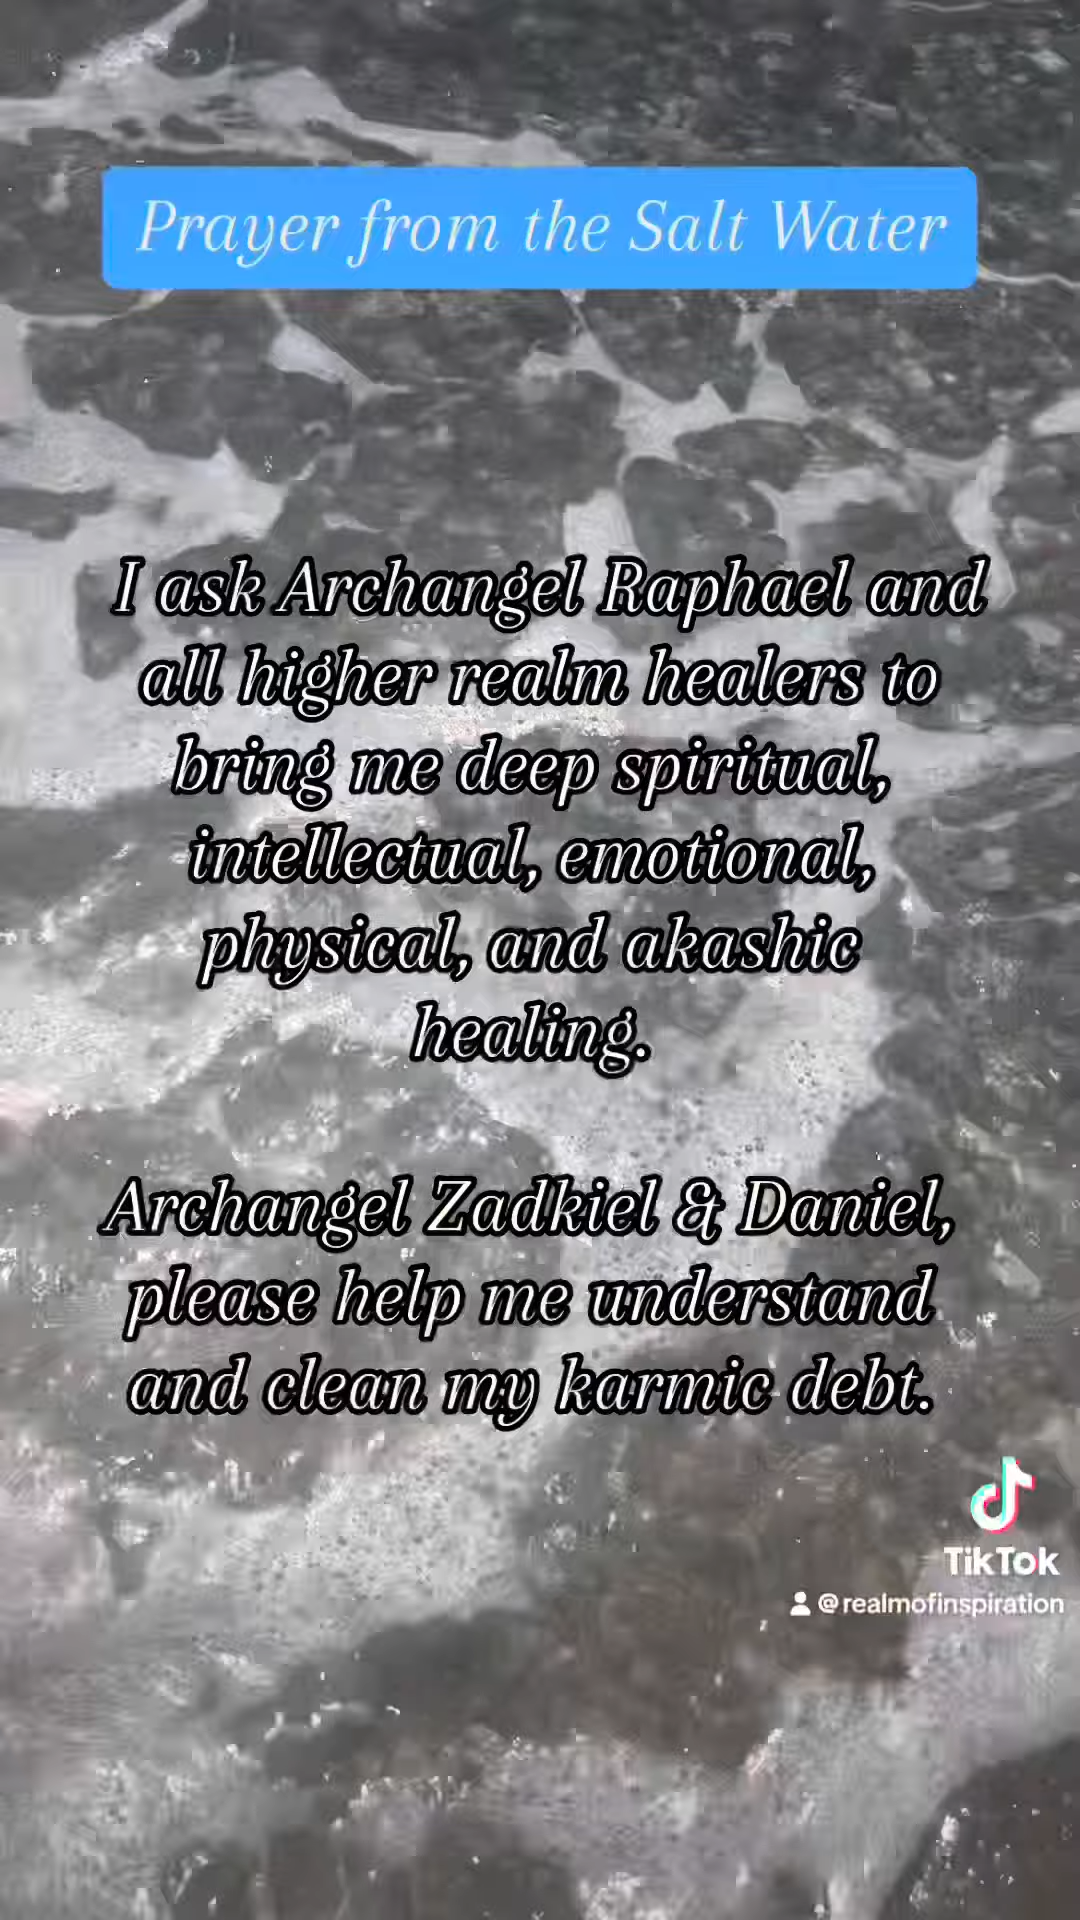 Prayer from the Salt Water
I ask Archangel Raphael and
all higher realm healers to
bring me deep spiritual,
intellectual, emotional,
physical, and akashic
healing.
Archangel Zadkiel & Daniel,
please help me understand
and clean my karmic debt.
TikTok
@realmofinspiration